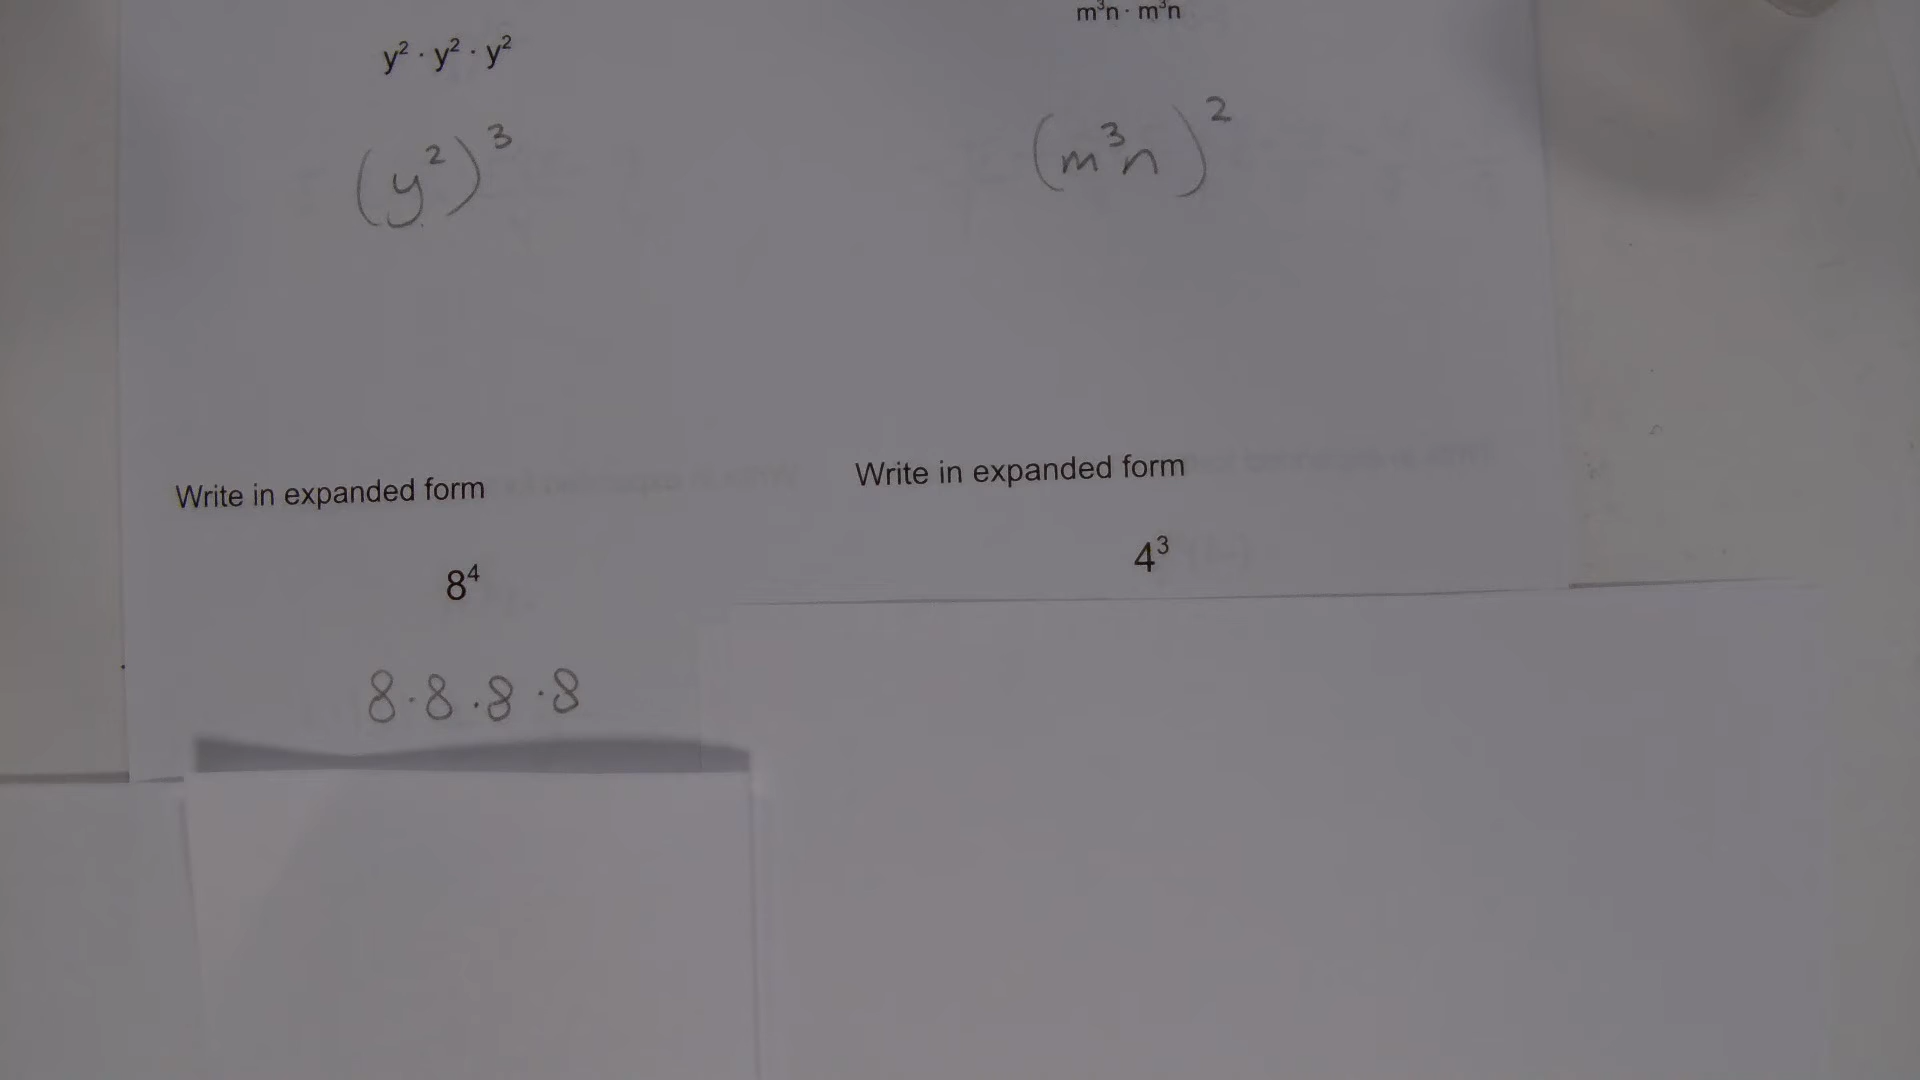 y² · y² · y²
m³n · m³n
(y²)³
(m³n)²
Write in expanded form
Write in expanded form
8⁴
4³
8·8·8·8